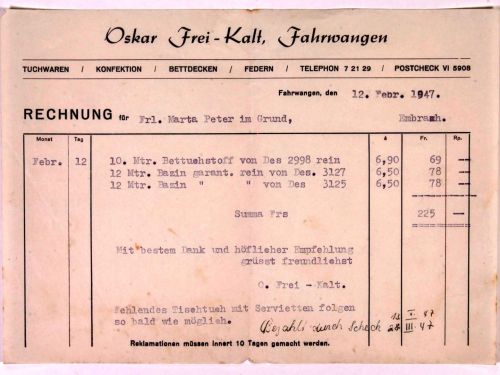 Oskar Frei-Kalt, Fahrwangen
TUCHWAREN / KONFEKTION / BETTDECKEN / FEDERN / TELEPHON 7 21 29 / POSTCHECK VI 5908
Fahrwangen, den 12. Febr. 1947.
RECHNUNG für Frl. Marta Peter im Grund, Embrach.
Monat Tag à Fr. Rp.
Febr. 12 10. Mtr. Bettuchstoff von Des 2998 rein 6,90 69 —
12 Mtr. Bazin garant. rein von Des. 3127 6,50 78 —
12 Mtr. Bazin " " von Des 3125 6,50 78 —
Summa Frs 225 —
Mit bestem Dank und höflicher Empfehlung
grüsst freundlichst
O. Frei - Kalt.
Fehlendes Tischtuch mit Servietten folgen
so bald wie möglich.
Bezahlt durch Scheck III. 47
Reklamationen müssen innert 10 Tagen gemacht werden.